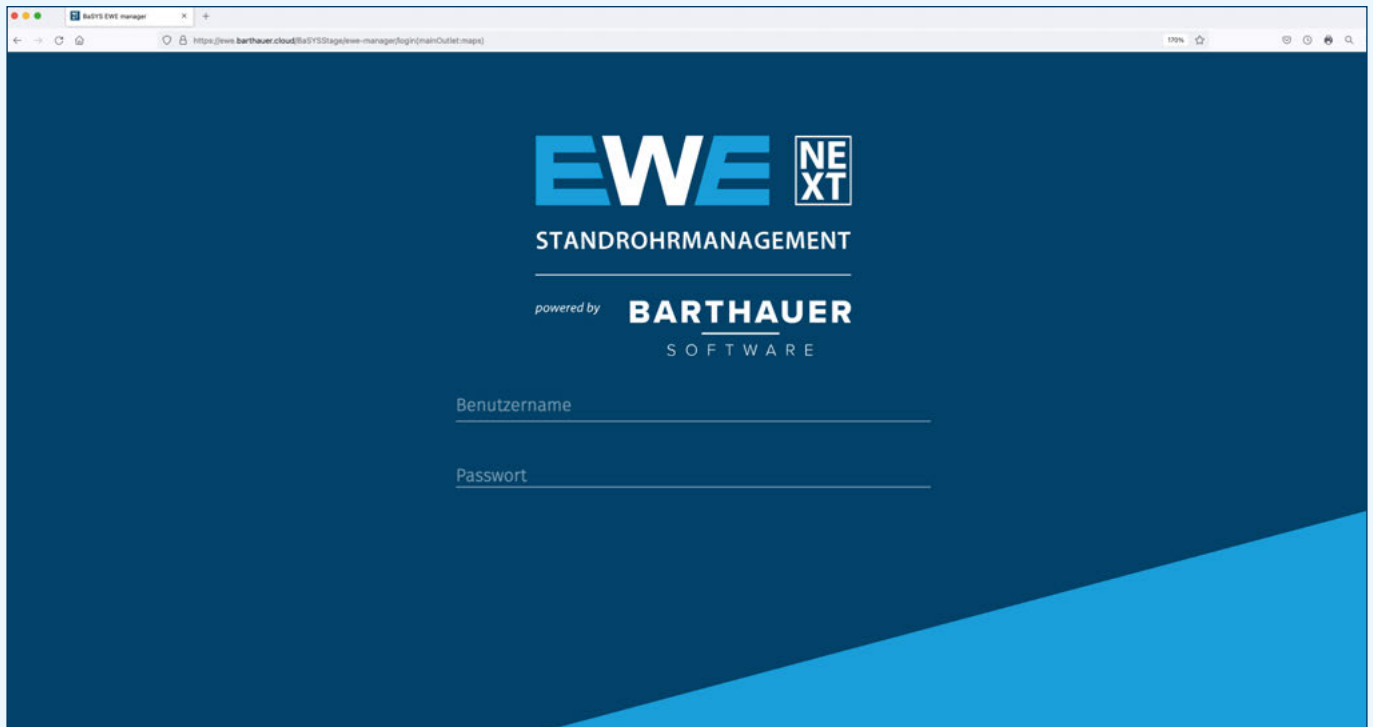 BaSYS EWE manager
https://ewe.barthauer.cloud/BaSYSStage/ewe-manager/login(mainOutlet:maps)
170%
EWE NE
XT
STANDROHRMANAGEMENT
powered by BARTHAUER
SOFTWARE
Benutzername
Passwort